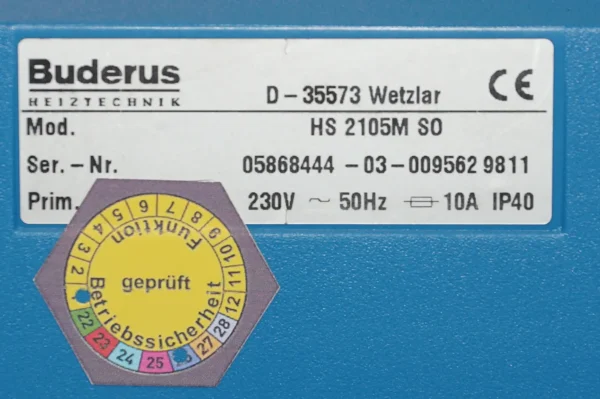 Buderus
HEIZTECHNIK
D-35573 Wetzlar CE
Mod. HS 2105M SO
Ser.-Nr. 05868444-03-009562 9811
Prim. 230V ~ 50Hz 10A IP40
2 3 4 5 6 7 8 9 10 11 12
Funktion
geprüft
Betriebssicherheit
22 23 24 25 26 27 28